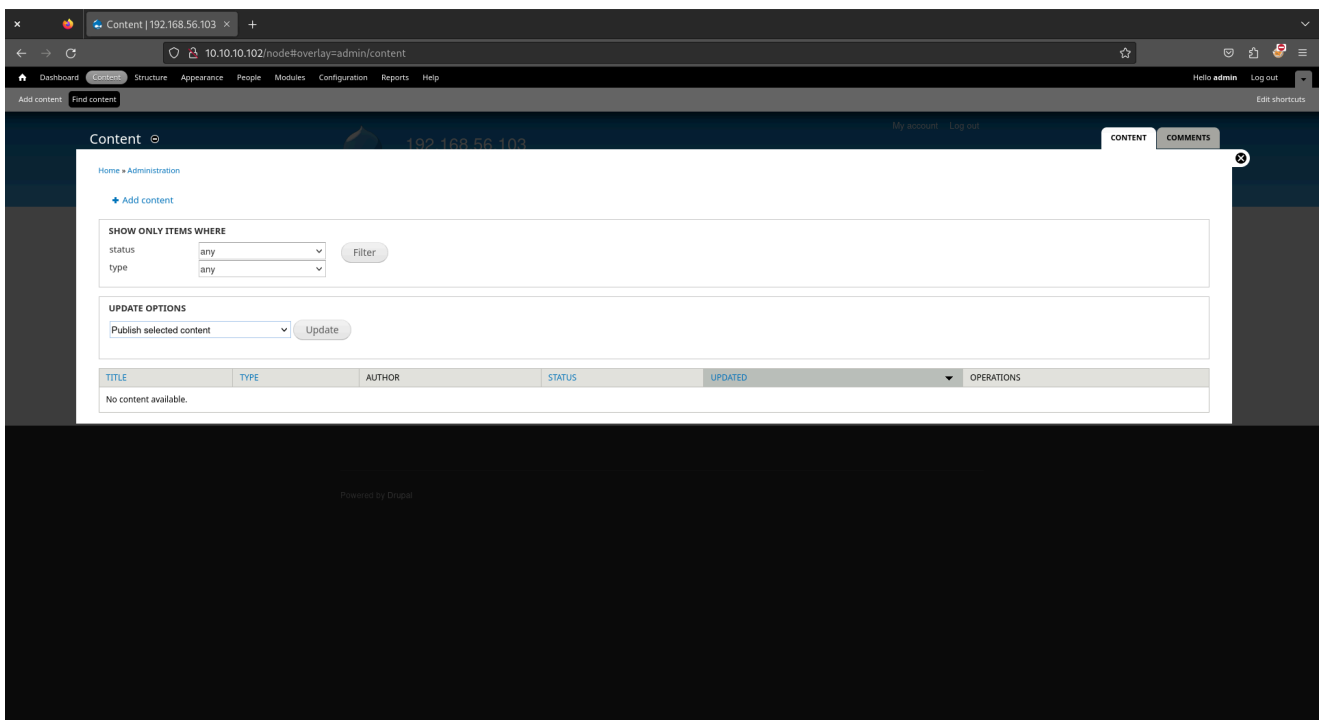 Content | 192.168.56.103
10.10.10.102/node#overlay=admin/content
Dashboard Content Structure Appearance People Modules Configuration Reports Help Hello admin Log out
Add content Find content Edit shortcuts
My account Log out
Content 192.168.56.103 CONTENT COMMENTS
Home » Administration
Add content
SHOW ONLY ITEMS WHERE
status any Filter
type any
UPDATE OPTIONS
Publish selected content Update
TITLE TYPE AUTHOR STATUS UPDATED OPERATIONS
No content available.
Powered by Drupal